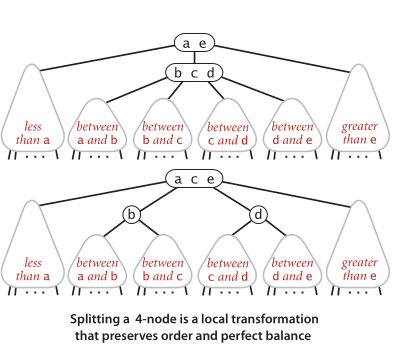 a e
b c d
less
than a
between
a and b
between
b and c
between
c and d
between
d and e
greater
than e
a c e
b
d
less
than a
between
a and b
between
b and c
between
c and d
between
d and e
greater
than e
Splitting a 4-node is a local transformation
that preserves order and perfect balance